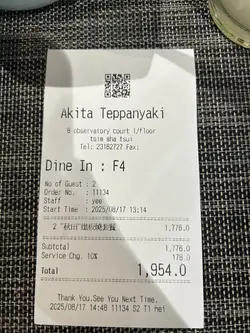 Akita Teppanyaki
8 observatory court 1/floor
tsim sha tsui
Tel: 23182727 Fax:
Dine In : F4
No of Guest : 2
Order No. : 11134
Staff : yee
Start Time : 2025/08/17 13:14
2 1,776.0
Subtotal 1,776.0
Service Chg. 10% 178.0
Total 1,954.0
Thank You.See You Next Time.
2025/08/17 14:48 11134 S2 T1 hei